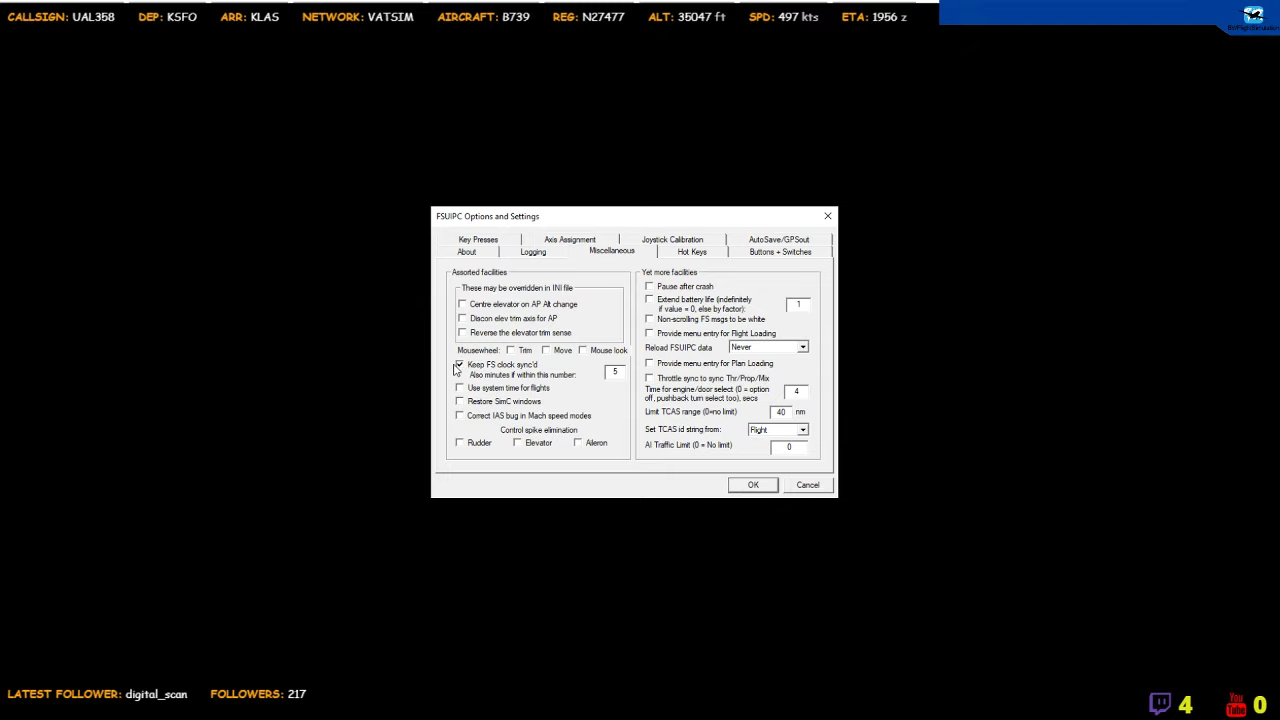 CALLSIGN: UAL358 DEP: KSFO ARR: KLAS NETWORK: VATSIM AIRCRAFT: B739 REG: N27477 ALT: 35047 ft SPD: 497 kts ETA: 1956 z
FSUIPC Options and Settings
Key Presses Axis Assignment Joystick Calibration AutoSave/GPSout
About Logging Miscellaneous Hot Keys Buttons + Switches
Assorted facilities
These may be overridden in INI file
Centre elevator on AP Alt change
Discon elev trim axis for AP
Reverse the elevator trim sense
Mousewheel: Trim Move Mouse look
Keep FS clock sync'd
Also minutes if within this number: 5
Use system time for flights
Restore SimC windows
Correct IAS bug in Mach speed modes
Control spike elimination
Rudder Elevator Aileron
Yet more facilities
Pause after crash
Extend battery life (indefinitely
if value = 0, else by factor): 1
Non-scrolling FS msgs to be white
Provide menu entry for Flight Loading
Reload FSUIPC data Never
Provide menu entry for Plan Loading
Throttle sync to sync Thr/Prop/Mix
Time for engine/door select (0 = option
off, pushback turn select too), secs 4
Limit TCAS range (0=no limit) 40 nm
Set TCAS id string from: Flight
AI Traffic Limit (0 = No limit) 0
OK Cancel
LATEST FOLLOWER: digital_scan FOLLOWERS: 217
4 You Tube 0